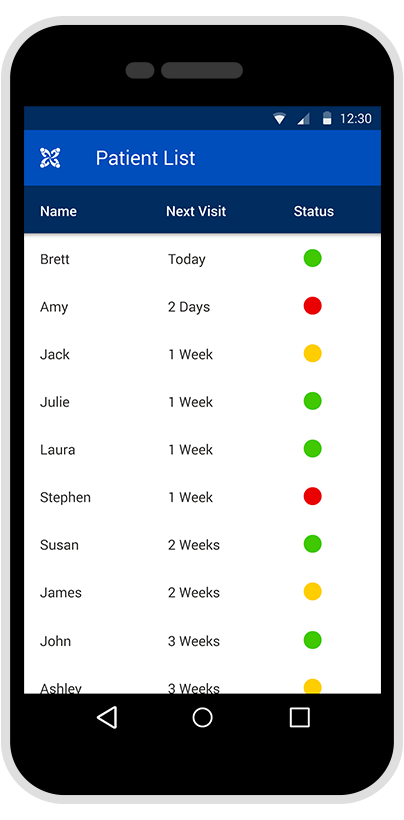 12:30
Patient List
Name Next Visit Status
Brett Today
Amy 2 Days
Jack 1 Week
Julie 1 Week
Laura 1 Week
Stephen 1 Week
Susan 2 Weeks
James 2 Weeks
John 3 Weeks
Ashley 3 Weeks